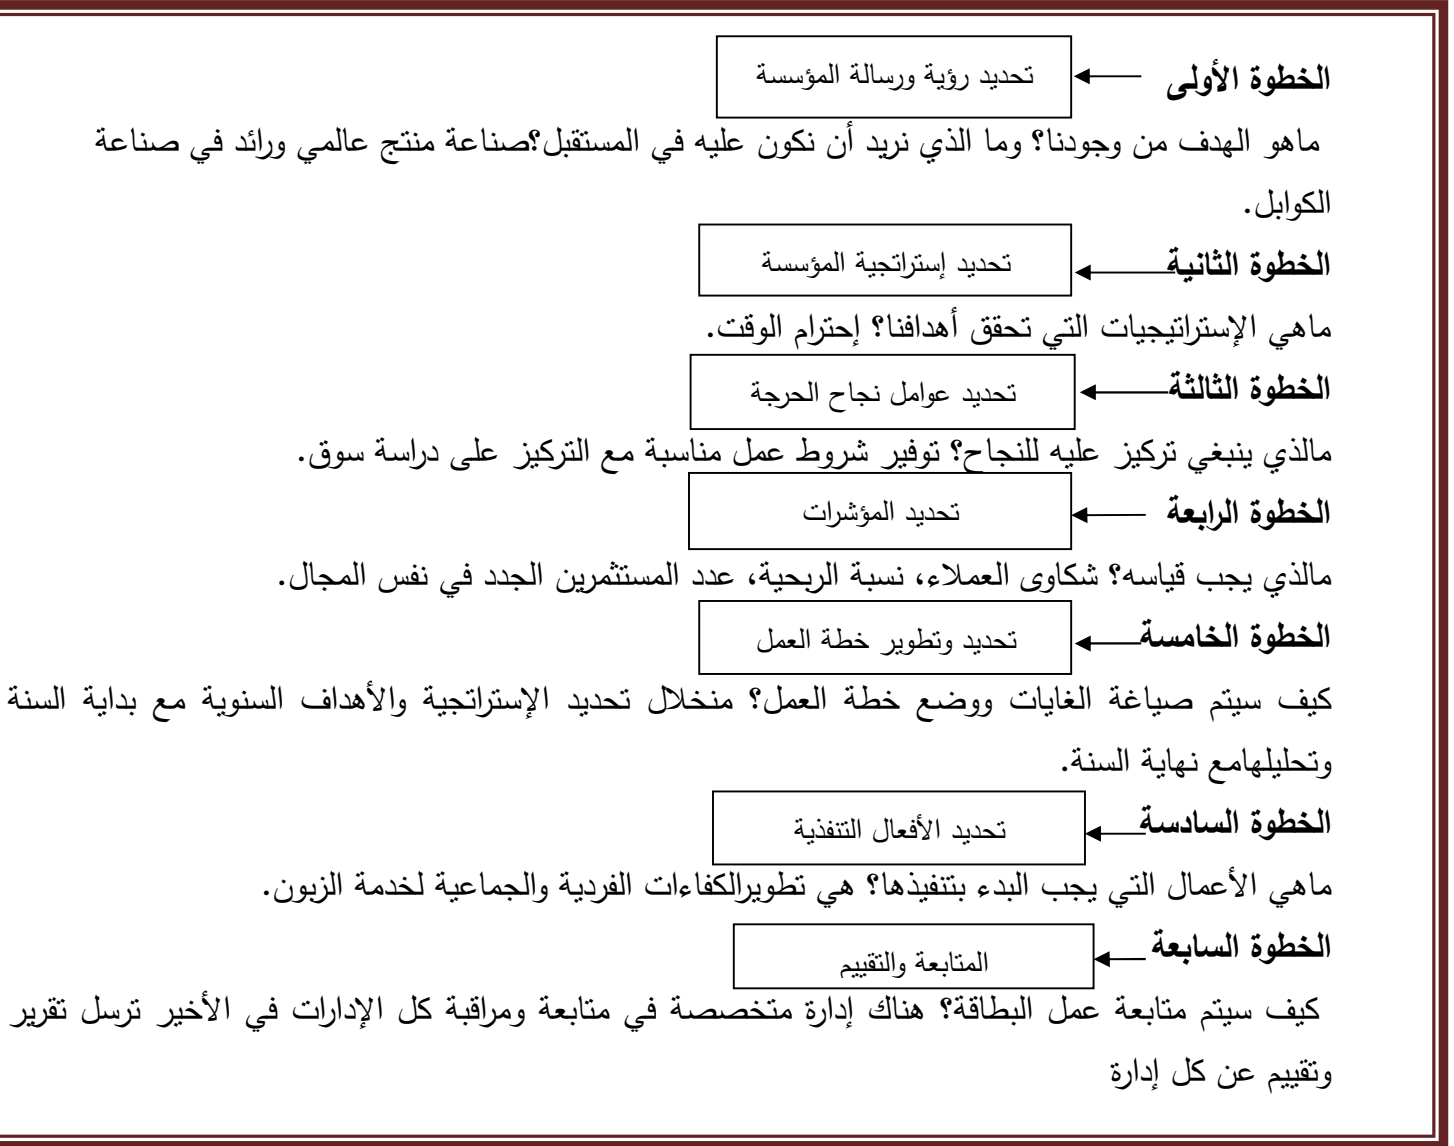 الخطوة الأولى تحديد رؤية ورسالة المؤسسة
ماهو الهدف من وجودنا؟ وما الذي نريد أن نكون عليه في المستقبل؟صناعة منتج عالمي ورائد في صناعة
الكوابل.
الخطوة الثانية تحديد إستراتجية المؤسسة
ماهي الإستراتيجيات التي تحقق أهدافنا؟ إحترام الوقت.
الخطوة الثالثة تحديد عوامل نجاح الحرجة
مالذي ينبغي تركيز عليه للنجاح؟ توفير شروط عمل مناسبة مع التركيز على دراسة سوق.
الخطوة الرابعة تحديد المؤشرات
مالذي يجب قياسه؟ شكاوى العملاء، نسبة الربحية، عدد المستثمرين الجدد في نفس المجال.
الخطوة الخامسة تحديد وتطوير خطة العمل
كيف سيتم صياغة الغايات ووضع خطة العمل؟ منخلال تحديد الإستراتجية والأهداف السنوية مع بداية السنة
وتحليلهامع نهاية السنة.
الخطوة السادسة تحديد الأفعال التنفذية
ماهي الأعمال التي يجب البدء بتنفيذها؟ هي تطويرالكفاءات الفردية والجماعية لخدمة الزبون.
الخطوة السابعة المتابعة والتقييم
كيف سيتم متابعة عمل البطاقة؟ هناك إدارة متخصصة في متابعة ومراقبة كل الإدارات في الأخير ترسل تقرير
وتقييم عن كل إدارة